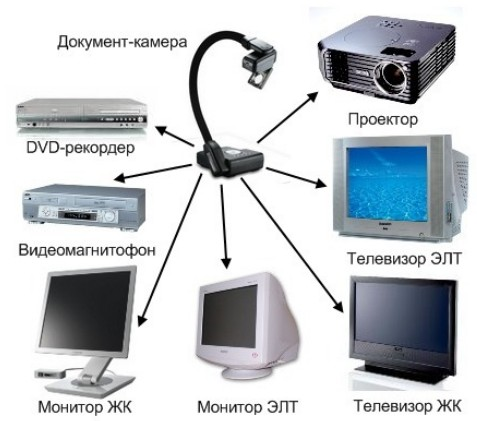 Документ-камера
Проектор
DVD-рекордер
Видеомагнитофон
Телевизор ЭЛТ
Монитор ЖК
Монитор ЭЛТ
Телевизор ЖК